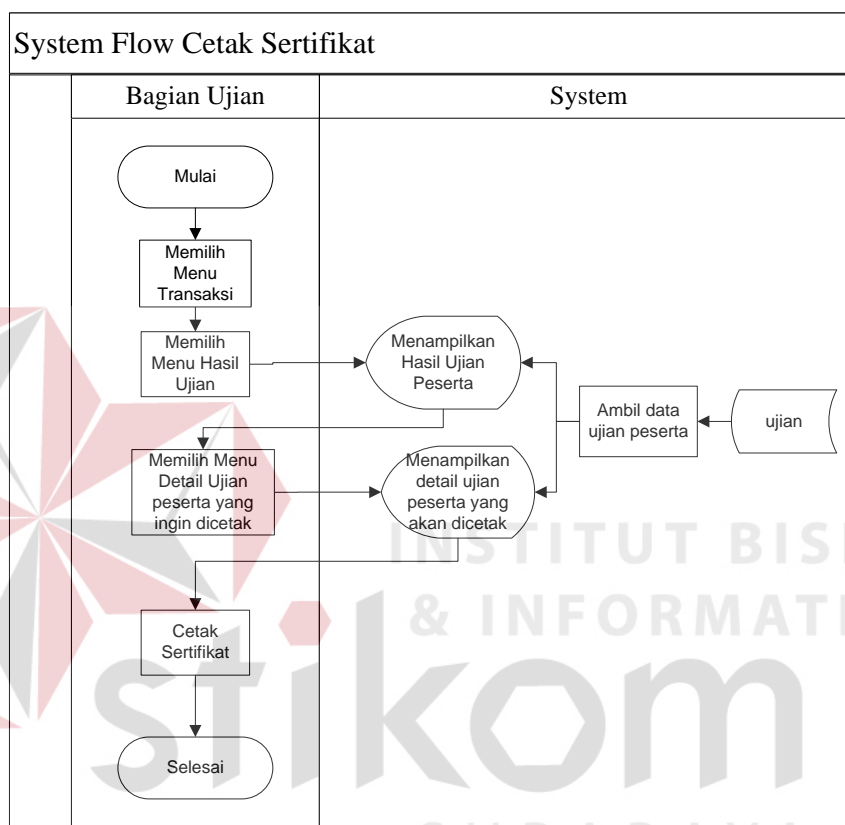 System Flow Cetak Sertifikat
Bagian Ujian
System
Mulai
Memilih
Menu
Transaksi
Memilih
Menu Hasil
Ujian
Menampilkan
Hasil Ujian
Peserta
Ambil data
ujian peserta
ujian
Memilih Menu
Detail Ujian
peserta yang
ingin dicetak
Menampilkan
detail ujian
peserta yang
akan dicetak
Cetak
Sertifikat
Selesai
INSTITUT BISI
& INFORMATI
stikom